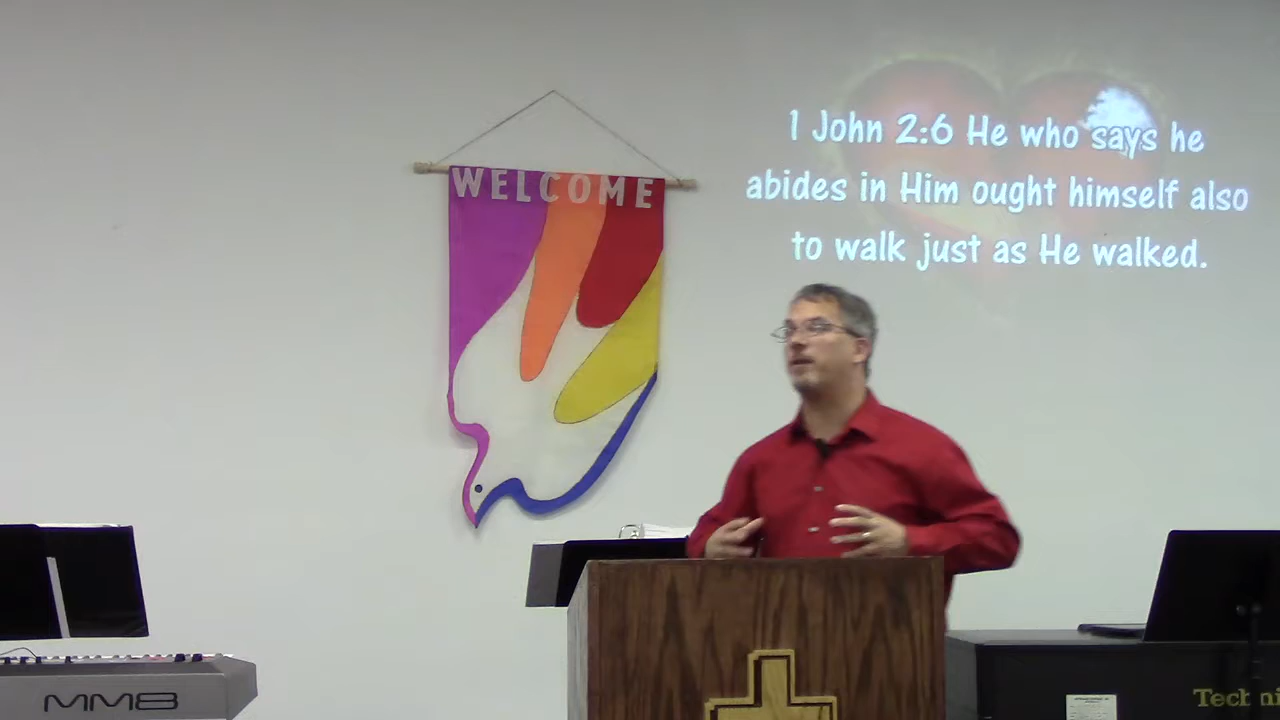 WELCOME
1 John 2:6 He who says he
abides in Him ought himself also
to walk just as He walked.
MM8